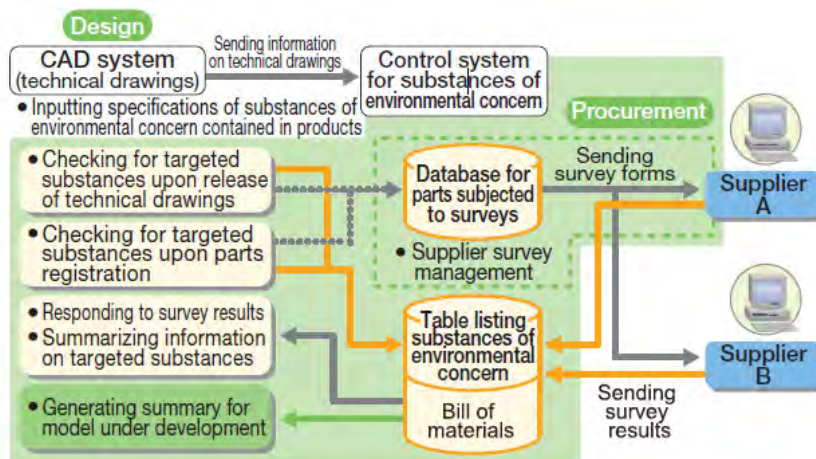 Design
CAD system
(technical drawings)
Sending information
on technical drawings
Control system
for substances of
environmental concern
• Inputting specifications of substances of
environmental concern contained in products
Procurement
• Checking for targeted
substances upon release
of technical drawings
• Checking for targeted
substances upon parts
registration
Database for
parts subjected
to surveys
Sending
survey forms
Supplier
A
• Supplier survey
management
• Responding to survey results
• Summarizing information
on targeted substances
Table listing
substances of
environmental
concern
Supplier
B
• Generating summary for
model under development
Bill of
materials
Sending
survey
results